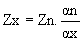 Zx = Zn. αn/αx